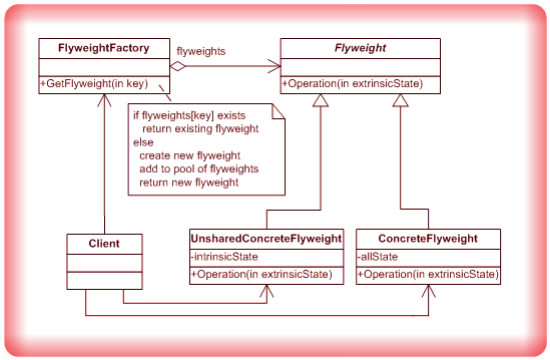 FlyweightFactory
+GetFlyweight(in key)
flyweights
Flyweight
+Operation(in extrinsicState)
if flyweights[key] exists
return existing flyweight
else
create new flyweight
add to pool of flyweights
return new flyweight
Client
UnsharedConcreteFlyweight
-intrinsicState
+Operation(in extrinsicState)
ConcreteFlyweight
-allState
+Operation(in extrinsicState)